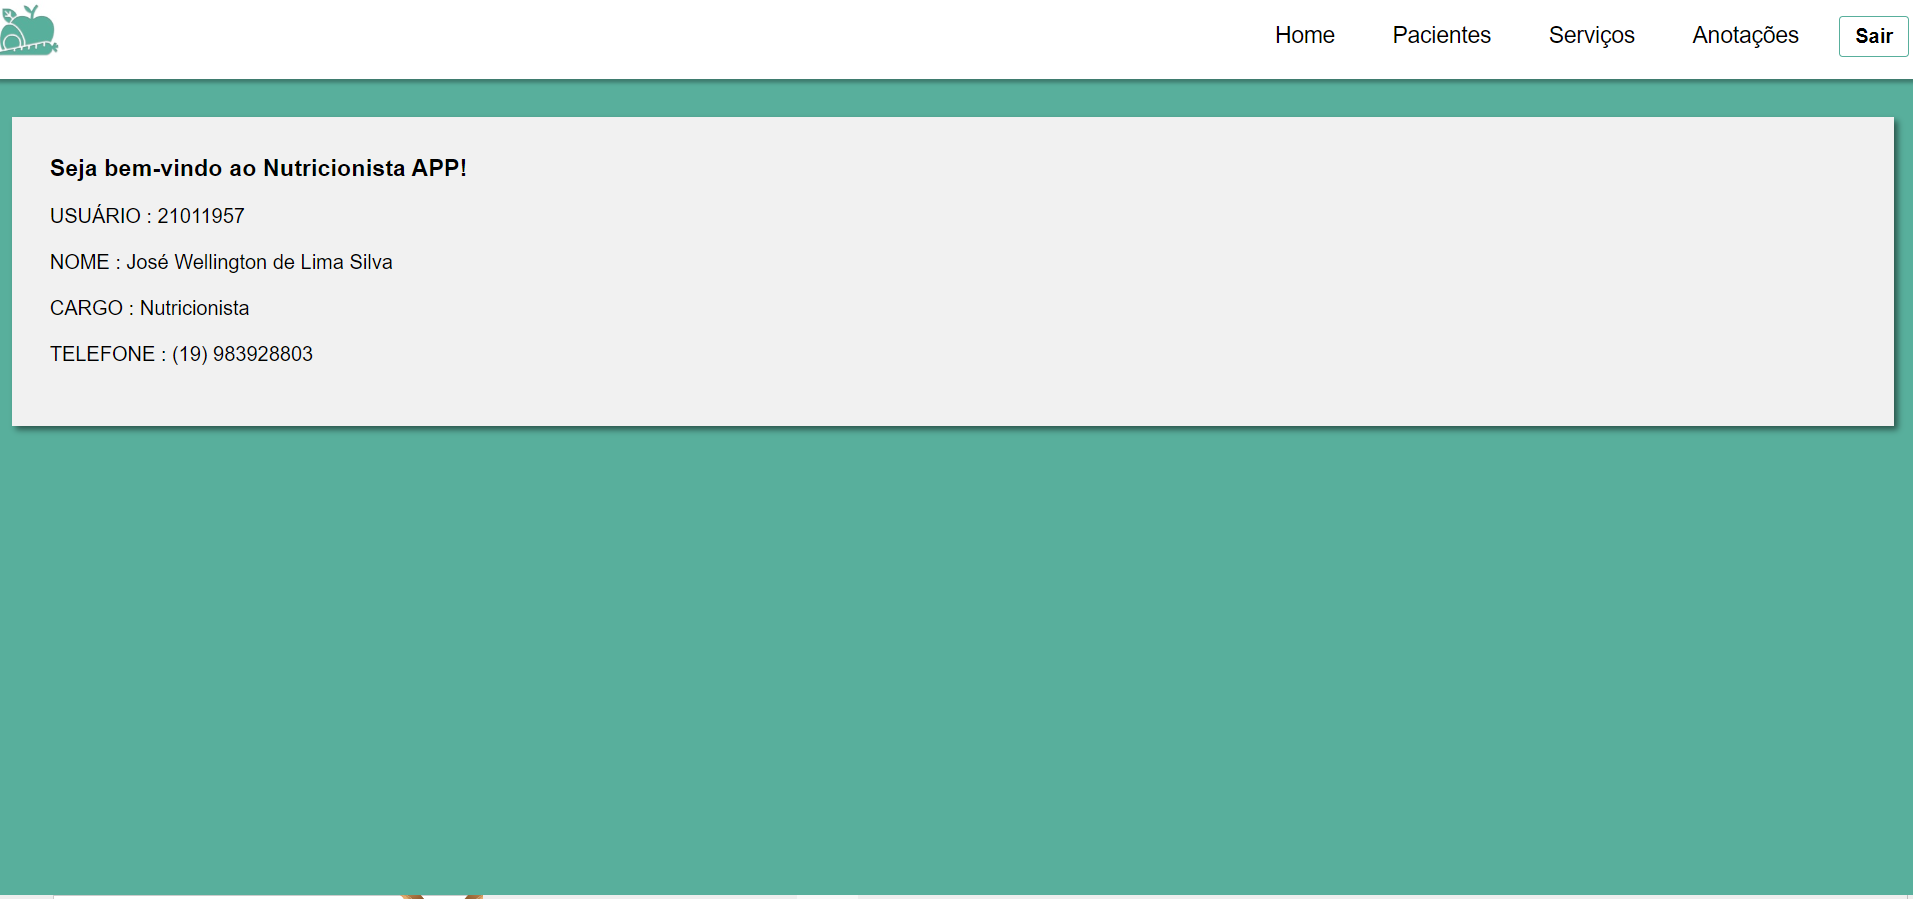 Home Pacientes Serviços Anotações Sair
Seja bem-vindo ao Nutricionista APP!
USUÁRIO : 21011957
NOME : José Wellington de Lima Silva
CARGO : Nutricionista
TELEFONE : (19) 983928803